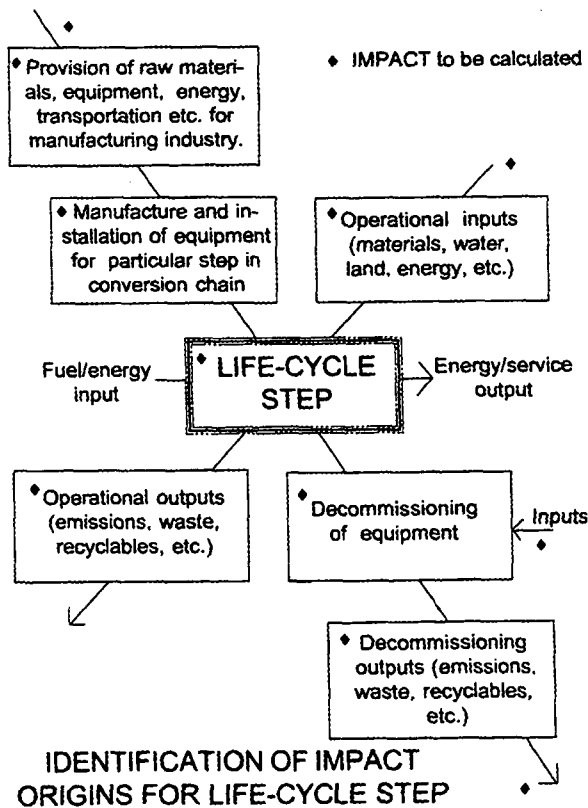 ♦ Provision of raw materi-
als, equipment, energy,
transportation etc. for
manufacturing industry.
♦ IMPACT to be calculated
♦ Manufacture and in-
stallation of equipment
for particular step in
conversion chain
♦ Operational inputs
(materials, water,
land, energy, etc.)
Fuel/energy
input
♦ LIFE-CYCLE
STEP
Energy/service
output
♦ Operational outputs
(emissions, waste,
recyclables, etc.)
♦ Decommissioning
of equipment
Inputs
♦ Decommissioning
outputs (emissions,
waste, recyclables,
etc.)
IDENTIFICATION OF IMPACT
ORIGINS FOR LIFE-CYCLE STEP